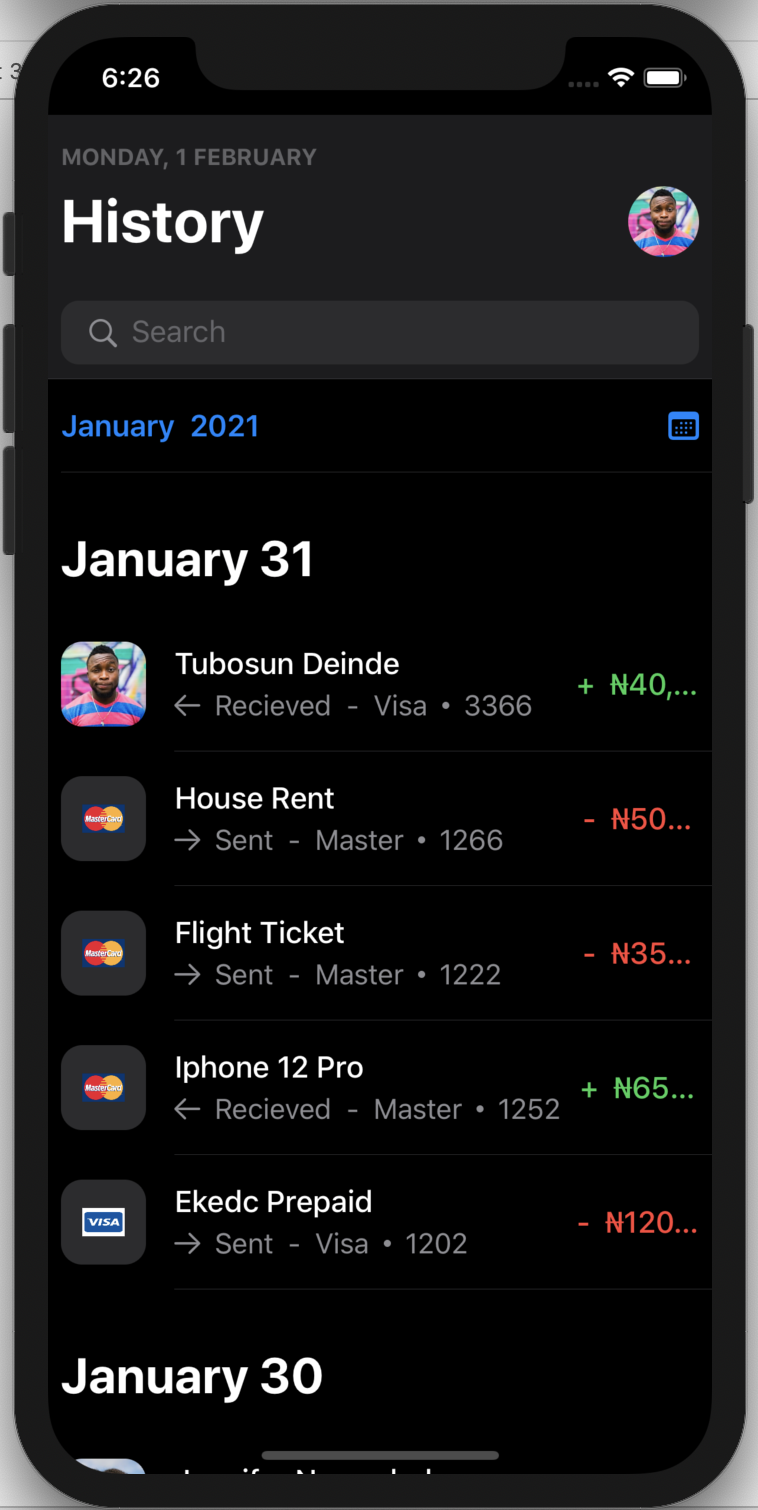 6:26
MONDAY, 1 FEBRUARY
History
Search
January 2021
January 31
Tubosun Deinde
← Recieved - Visa • 3366
+ ₦40,...
House Rent
→ Sent - Master • 1266
- ₦50...
MasterCard
Flight Ticket
→ Sent - Master • 1222
- ₦35...
MasterCard
Iphone 12 Pro
← Recieved - Master • 1252
+ ₦65...
MasterCard
Ekedc Prepaid
→ Sent - Visa • 1202
- ₦120...
VISA
January 30